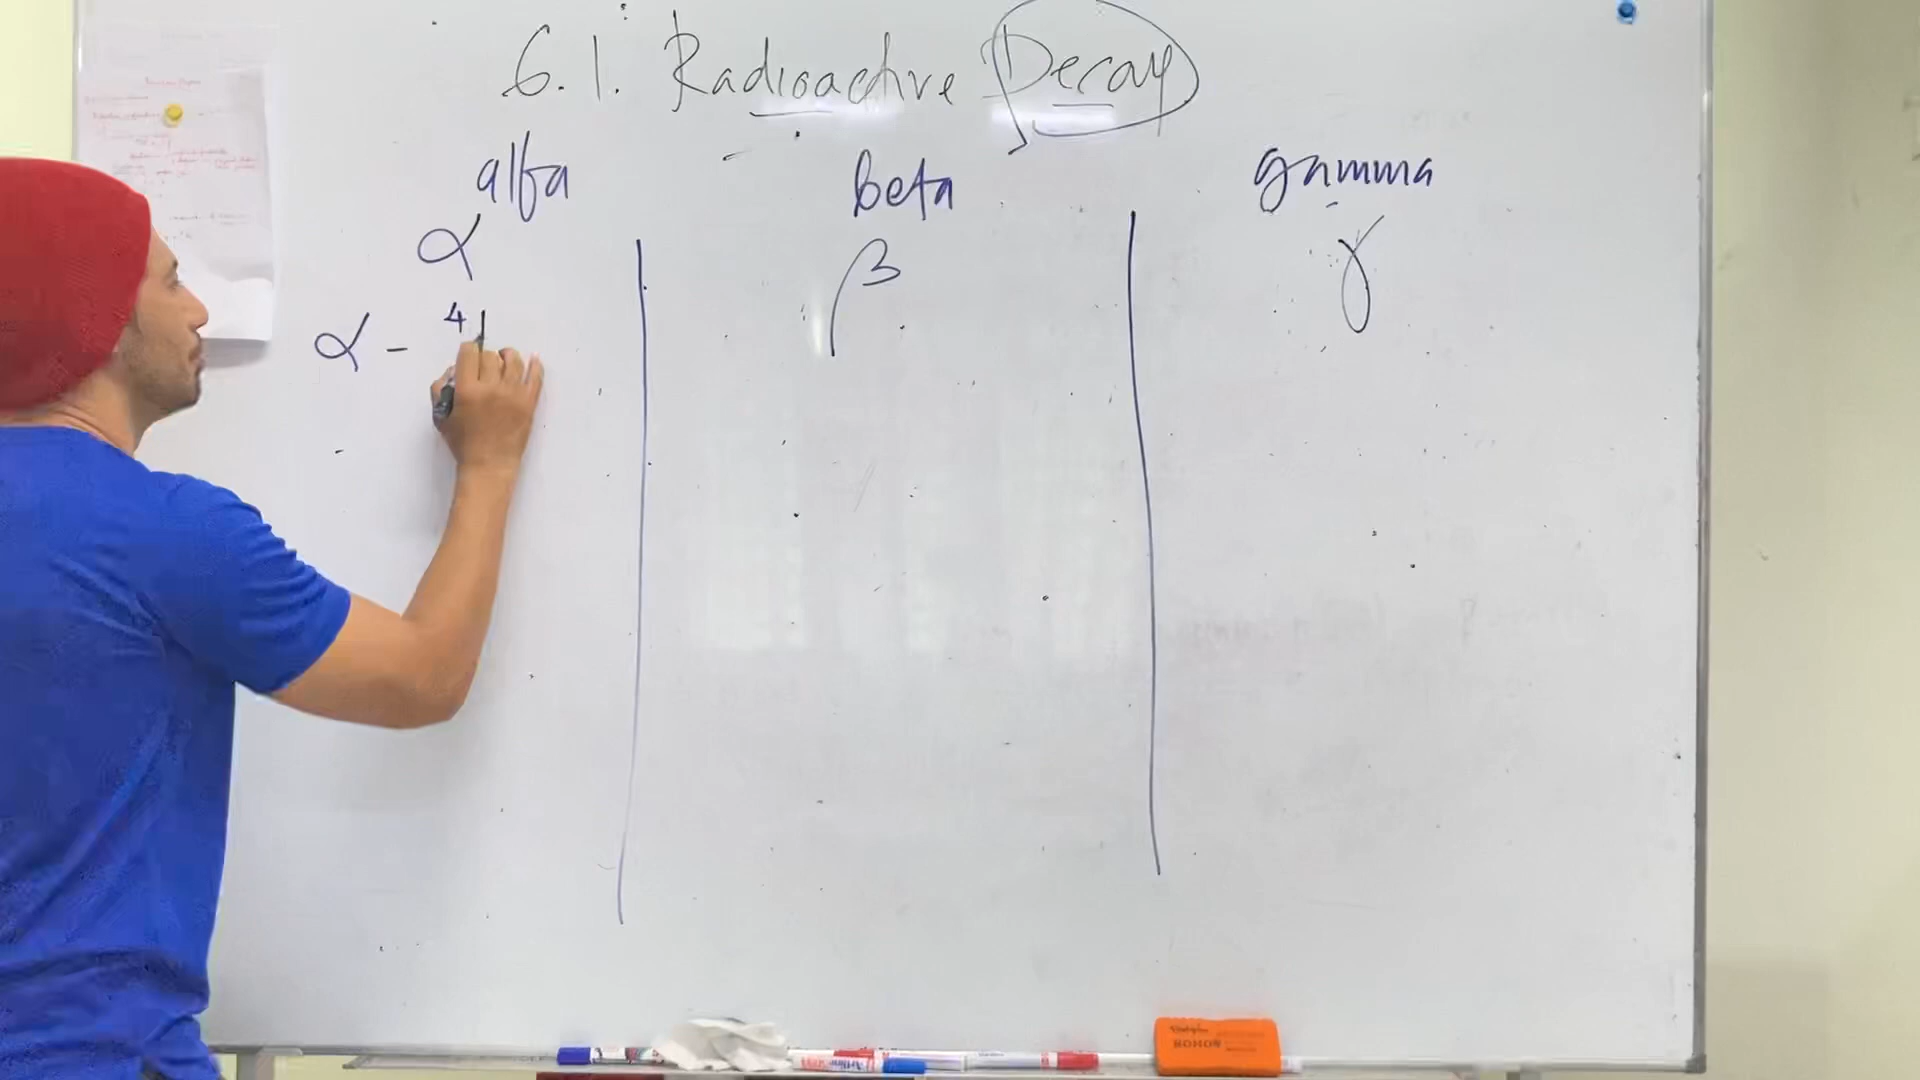 6.1. Radioactive Decay
alfa beta gamma
α β γ
α - 4